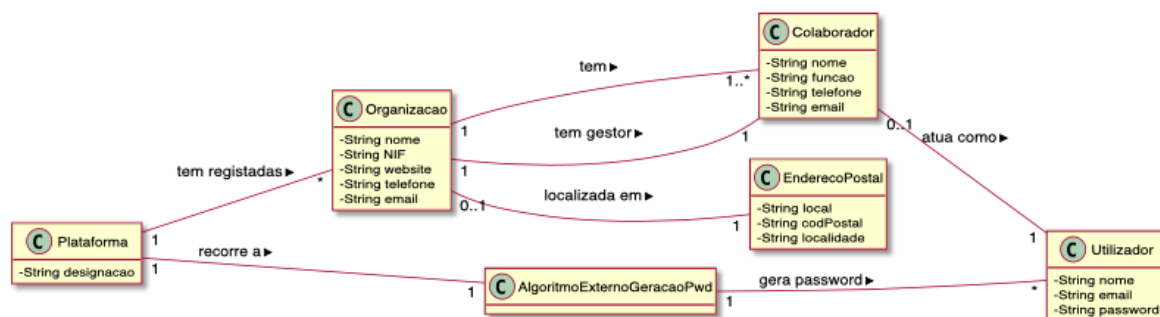 C Colaborador
-String nome
-String funcao
-String telefone
-String email
tem ▶
1..*
1
C Organizacao
-String nome
-String NIF
-String website
-String telefone
-String email
tem gestor ▶
1
1
0..1
atua como ▶
1
tem registadas ▶
*
1
localizada em ▶
0..1
1
C EnderecoPostal
-String local
-String codPostal
-String localidade
C Plataforma
-String designacao
recorre a ▶
1
1
C AlgoritmoExternoGeracaoPwd
gera password ▶
1
*
C Utilizador
-String nome
-String email
-String password